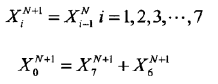 X_i^{N+1} = X_{i-1}^N i = 1,2,3,⋯,7
X_0^{N+1} = X_7^{N+1} + X_6^{N+1}